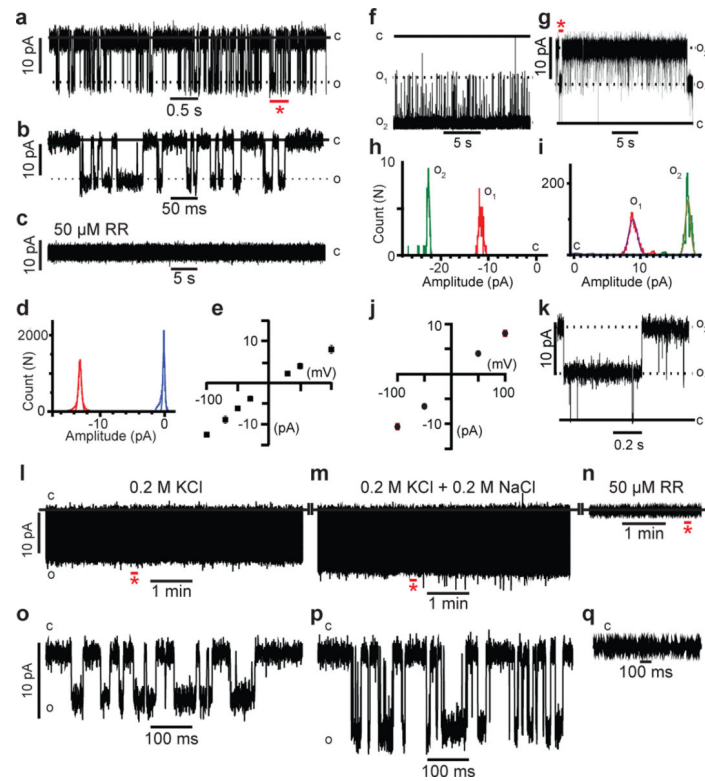 a
10 pA
c
o
0.5 s
*
b
10 pA
c
o
50 ms
c
50 µM RR
10 pA
c
5 s
d
Count (N)
2000
0
-10
0
Amplitude (pA)
e
10
(mV)
-100
-10
(pA)
f
c
o1
o2
5 s
g
*
10 pA
o2
o
c
5 s
h
Count (N)
10
5
0
o2
o1
c
-20
-10
0
Amplitude (pA)
i
200
o1
o2
c
0
10
Amplitude (pA)
j
10
(mV)
-100
100
-10
(pA)
k
10 pA
o
c
0.2 s
l
0.2 M KCl
c
10 pA
o
*
1 min
m
0.2 M KCl + 0.2 M NaCl
*
1 min
n
50 µM RR
1 min
*
o
c
10 pA
o
100 ms
p
c
o
100 ms
q
c
100 ms